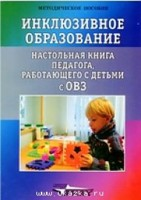 МЕТОДИЧЕСКОЕ ПОСОБИЕ
ИНКЛЮЗИВНОЕ
ОБРАЗОВАНИЕ
НАСТОЛЬНАЯ КНИГА
ПЕДАГОГА,
РАБОТАЮЩЕГО С ДЕТЬМИ
с ОВЗ